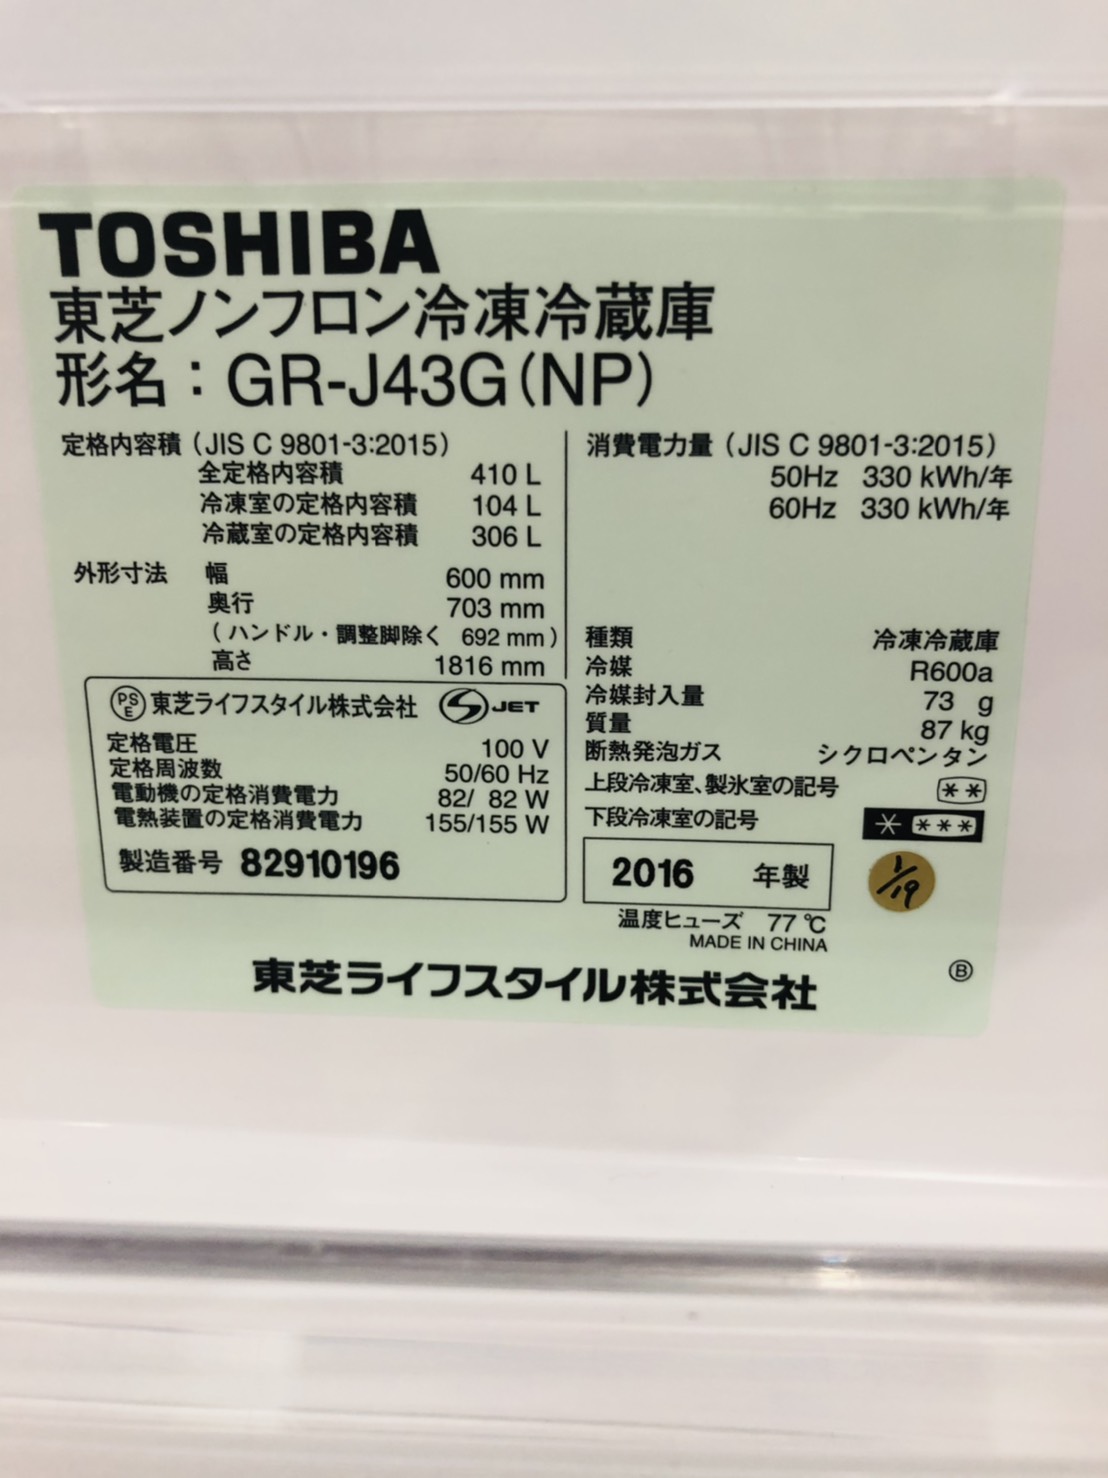 TOSHIBA
東芝ノンフロン冷凍冷蔵庫
形名：GR-J43G(NP)
定格内容積（JIS C 9801-3:2015）
全定格内容積 410 L
冷凍室の定格内容積 104 L
冷蔵室の定格内容積 306 L
外形寸法 幅 600 mm
奥行 703 mm
（ハンドル・調整脚除く 692 mm）
高さ 1816 mm
PSE 東芝ライフスタイル株式会社 S JET
定格電圧 100 V
定格周波数 50/60 Hz
電動機の定格消費電力 82/ 82 W
電熱装置の定格消費電力 155/155 W
製造番号 82910196
消費電力量（JIS C 9801-3:2015）
50Hz 330 kWh/年
60Hz 330 kWh/年
種類 冷凍冷蔵庫
冷媒 R600a
冷媒封入量 73 g
質量 87 kg
断熱発泡ガス シクロペンタン
上段冷凍室、製氷室の記号 **
下段冷凍室の記号 * ***
2016 年製
1/19
温度ヒューズ 77℃
MADE IN CHINA
東芝ライフスタイル株式会社
Ⓑ